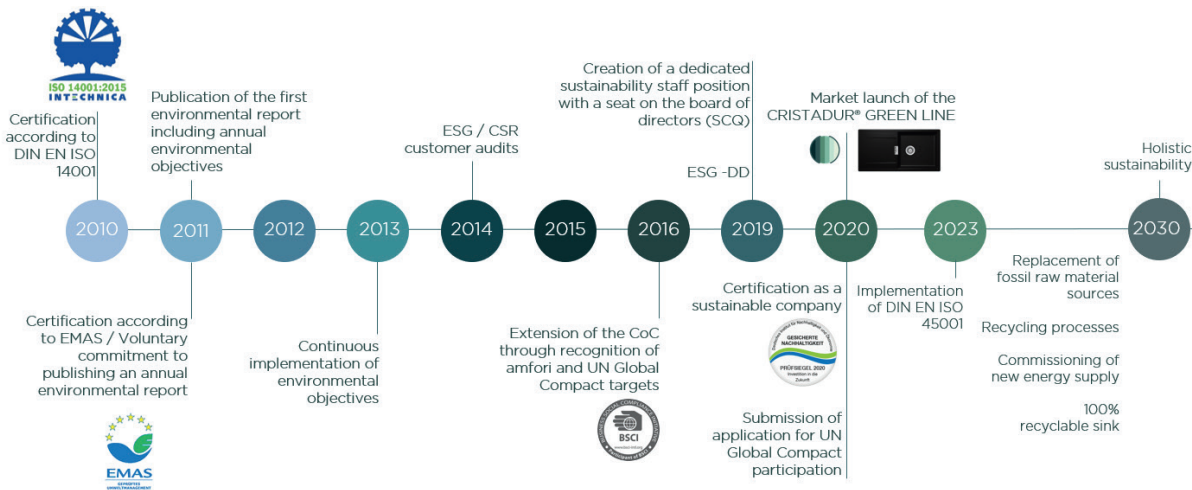 ISO 14001:2015
INTECHNICA
Certification
according to
DIN EN ISO
14001
Publication of the first
environmental report
including annual
environmental
objectives
ESG / CSR
customer audits
Creation of a dedicated
sustainability staff position
with a seat on the board of
directors (SCQ)
ESG -DD
Market launch of the
CRISTADUR® GREEN LINE
Holistic
sustainability
2010
2011
2012
2013
2014
2015
2016
2019
2020
2023
2030
Certification according
to EMAS / Voluntary
commitment to
publishing an annual
environmental report
EMAS
GEPRÜFTES
UMWELTMANAGEMENT
Continuous
implementation of
environmental
objectives
Extension of the CoC
through recognition of
amfori and UN Global
Compact targets
BSCI
Certification as a
sustainable company
GESICHERTE
NACHHALTIGKEIT
PRÜFSIEGEL 2020
Investition in die
Zukunft
Submission of
application for UN
Global Compact
participation
Implementation
of DIN EN ISO
45001
Replacement of
fossil raw material
sources
Recycling processes
Commissioning of
new energy supply
100%
recyclable sink